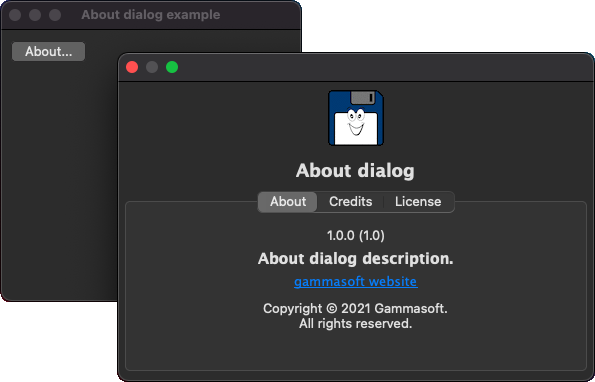 About dialog example
About...
About dialog
About Credits License
1.0.0 (1.0)
About dialog description.
gammasoft website
Copyright © 2021 Gammasoft.
All rights reserved.